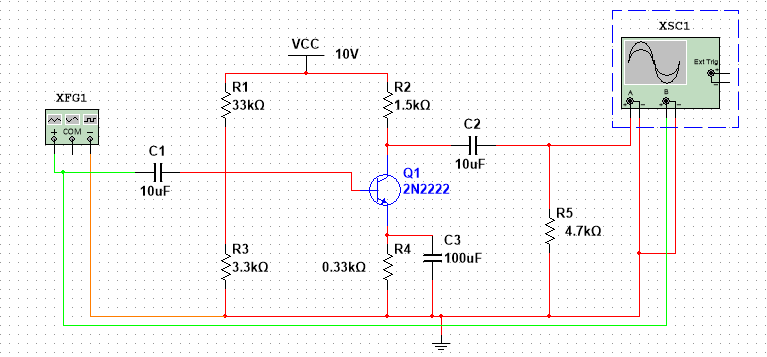 XSC1
VCC
10V
Ext Trig
R1
33kΩ
R2
1.5kΩ
A
B
XFG1
COM
C1
10uF
C2
10uF
Q1
2N2222
R5
4.7kΩ
R3
3.3kΩ
R4
0.33kΩ
C3
100uF